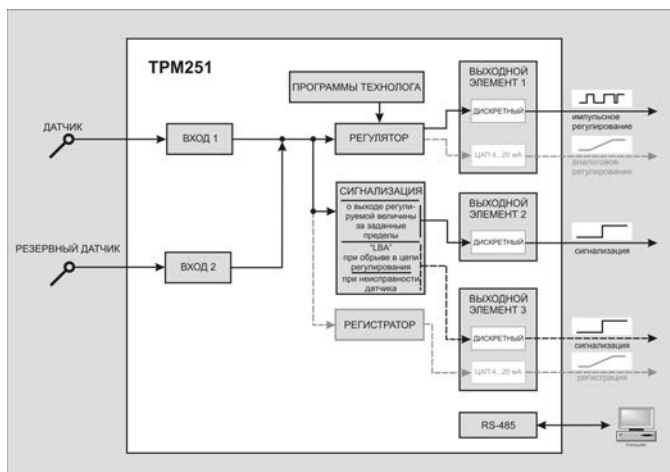 ТРМ251
ПРОГРАММЫ ТЕХНОЛОГА
ВЫХОДНОЙ
ЭЛЕМЕНТ 1
ДИСКРЕТНЫЙ
импульсное
регулирование
ДАТЧИК
ВХОД 1
РЕГУЛЯТОР
ЦАП 4...20 мА
аналоговое
регулирование
СИГНАЛИЗАЦИЯ
о выходе регули-
руемой величины
за заданные
пределы
"LBA"
при обрыве в цепи
регулирования
при неисправности
датчика
ВЫХОДНОЙ
ЭЛЕМЕНТ 2
ДИСКРЕТНЫЙ
сигнализация
РЕЗЕРВНЫЙ ДАТЧИК
ВХОД 2
ВЫХОДНОЙ
ЭЛЕМЕНТ 3
РЕГИСТРАТОР
ДИСКРЕТНЫЙ
сигнализация
ЦАП 4...20 мА
регистрация
RS-485